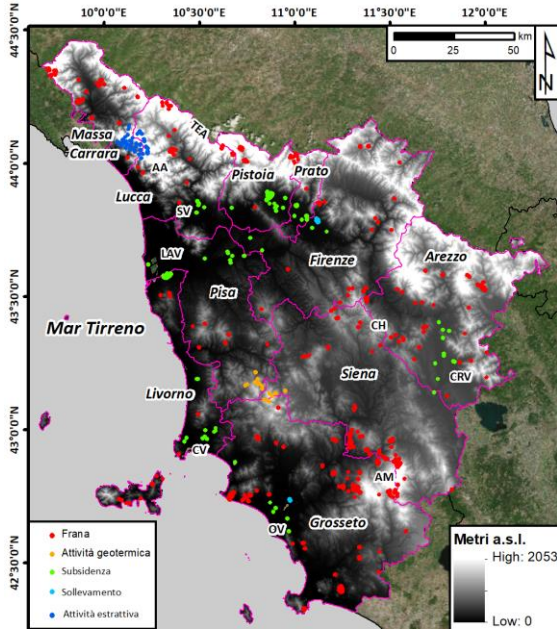 10°0'0"E 10°30'0"E 11°0'0"E 11°30'0"E 12°0'0"E
44°30'0"N
44°0'0"N
43°30'0"N
43°0'0"N
42°30'0"N
km
0 25 50
N
Massa
Carrara
TEA
AA
Lucca
Pistoia
Prato
SV
LAV
Firenze
Arezzo
Pisa
Mar Tirreno
CH
Siena
CRV
Livorno
CV
AM
OV
Grosseto
Frana
Attività geotermica
Subsidenza
Sollevamento
Attività estrattiva
Metri a.s.l.
High: 2053
Low: 0